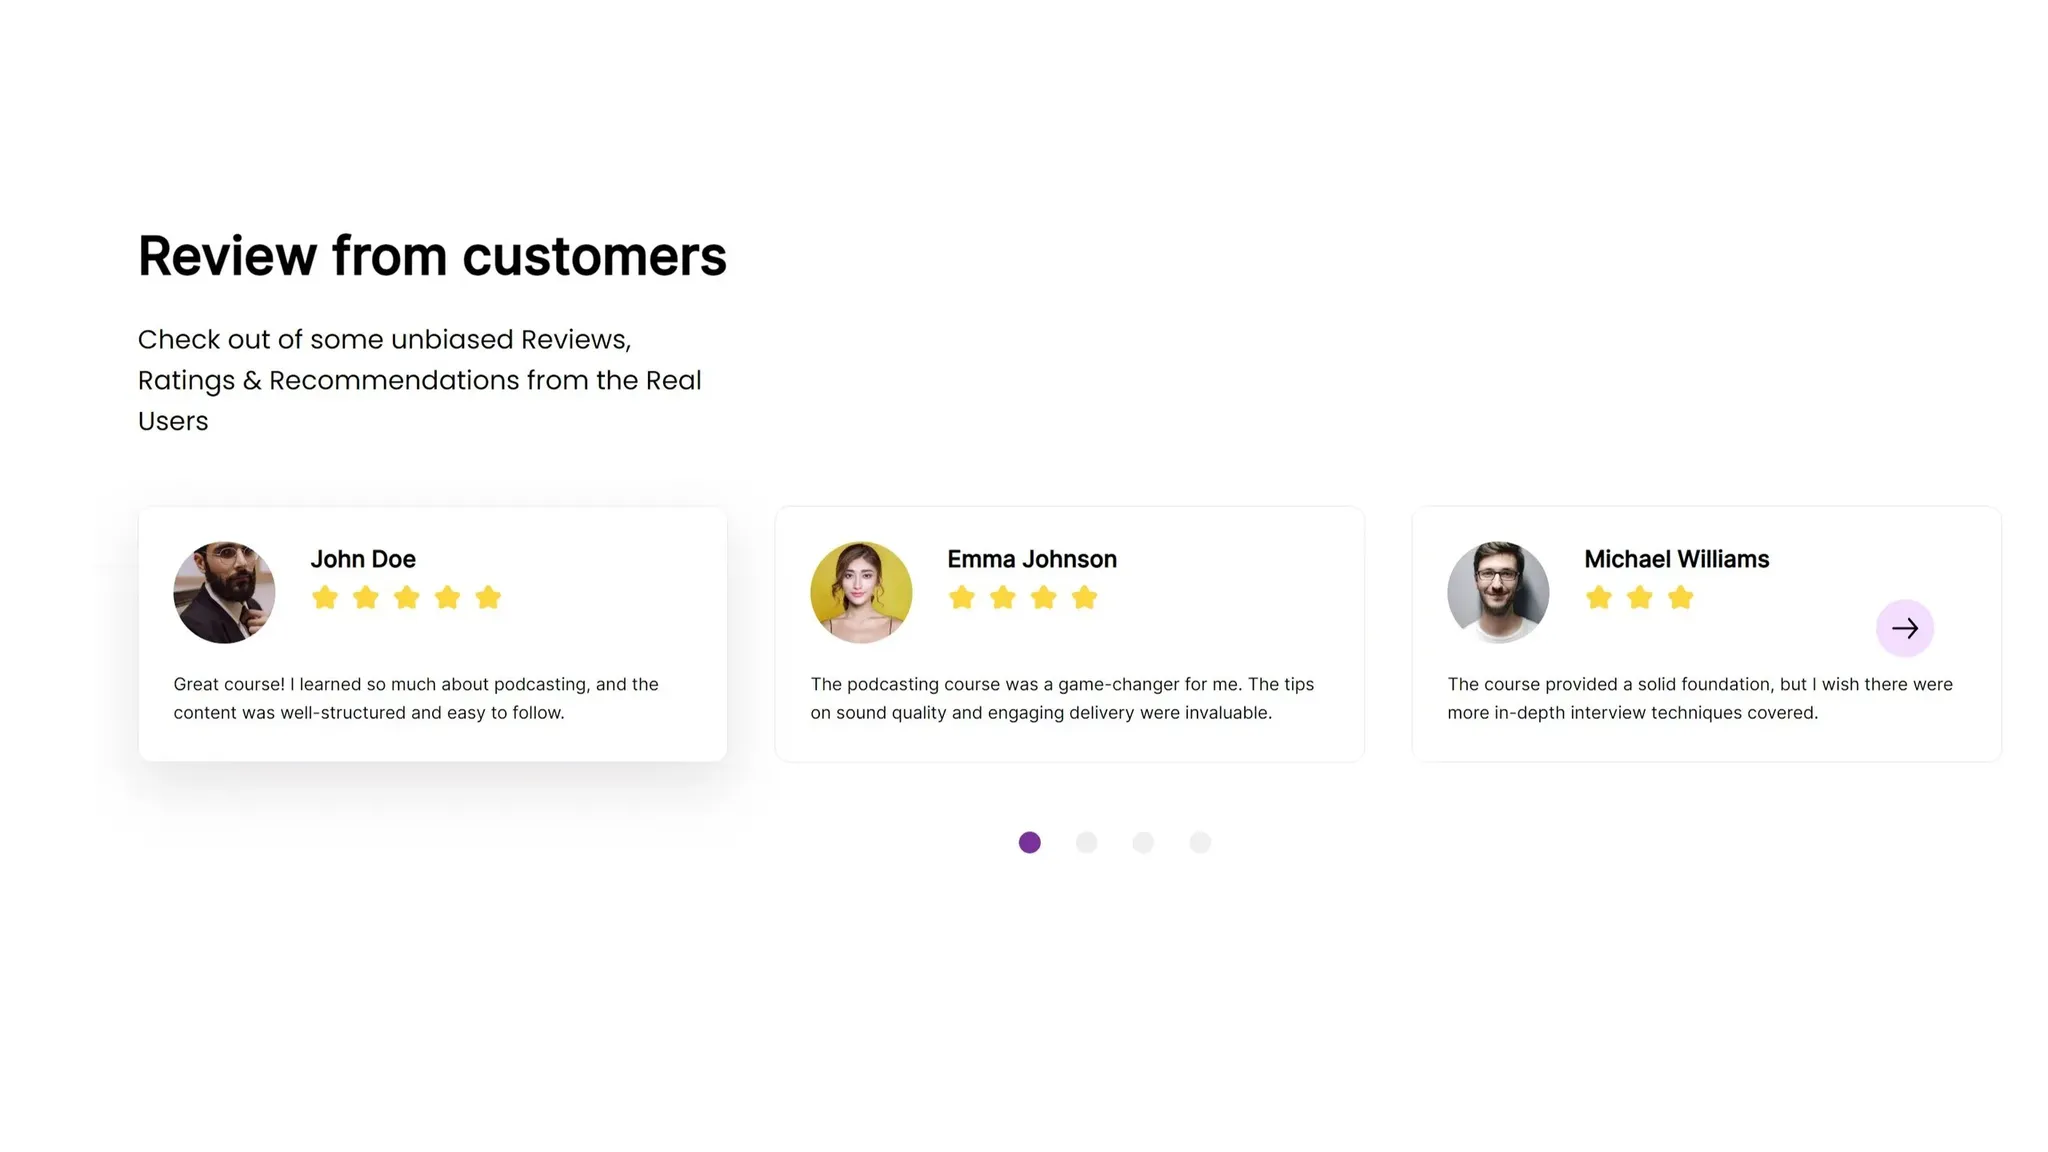 Review from customers
Check out of some unbiased Reviews,
Ratings & Recommendations from the Real
Users
John Doe
Great course! I learned so much about podcasting, and the
content was well-structured and easy to follow.
Emma Johnson
The podcasting course was a game-changer for me. The tips
on sound quality and engaging delivery were invaluable.
Michael Williams
The course provided a solid foundation, but I wish there were
more in-depth interview techniques covered.